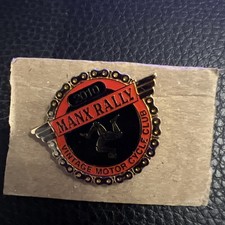 2010
MANX RALLY
VINTAGE MOTOR CYCLE CLUB